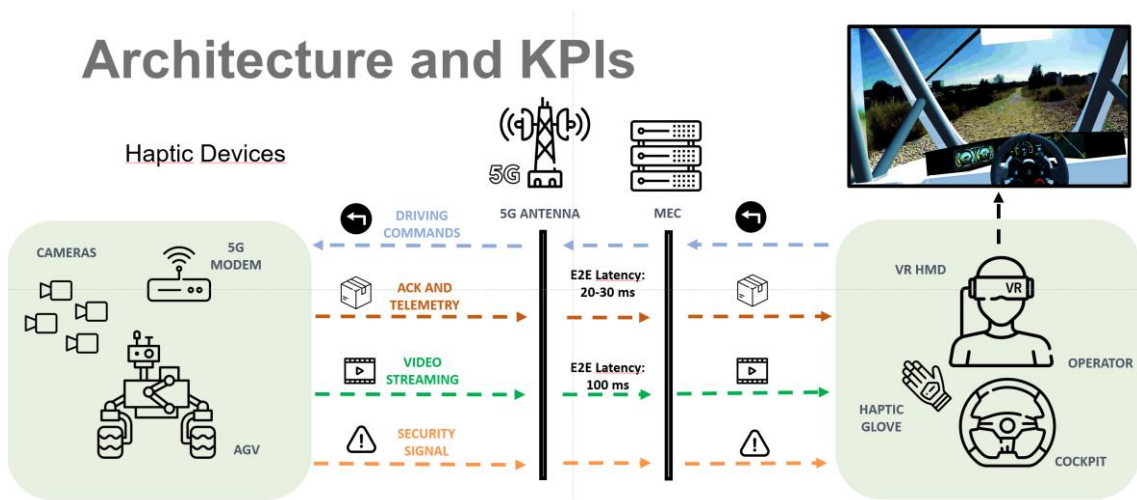 Architecture and KPIs
Haptic Devices
5G
DRIVING
COMMANDS
5G ANTENNA
MEC
CAMERAS
5G
MODEM
ACK AND
TELEMETRY
E2E Latency:
20-30 ms
VIDEO
STREAMING
E2E Latency:
100 ms
SECURITY
SIGNAL
AGV
VR HMD
VR
OPERATOR
HAPTIC
GLOVE
COCKPIT